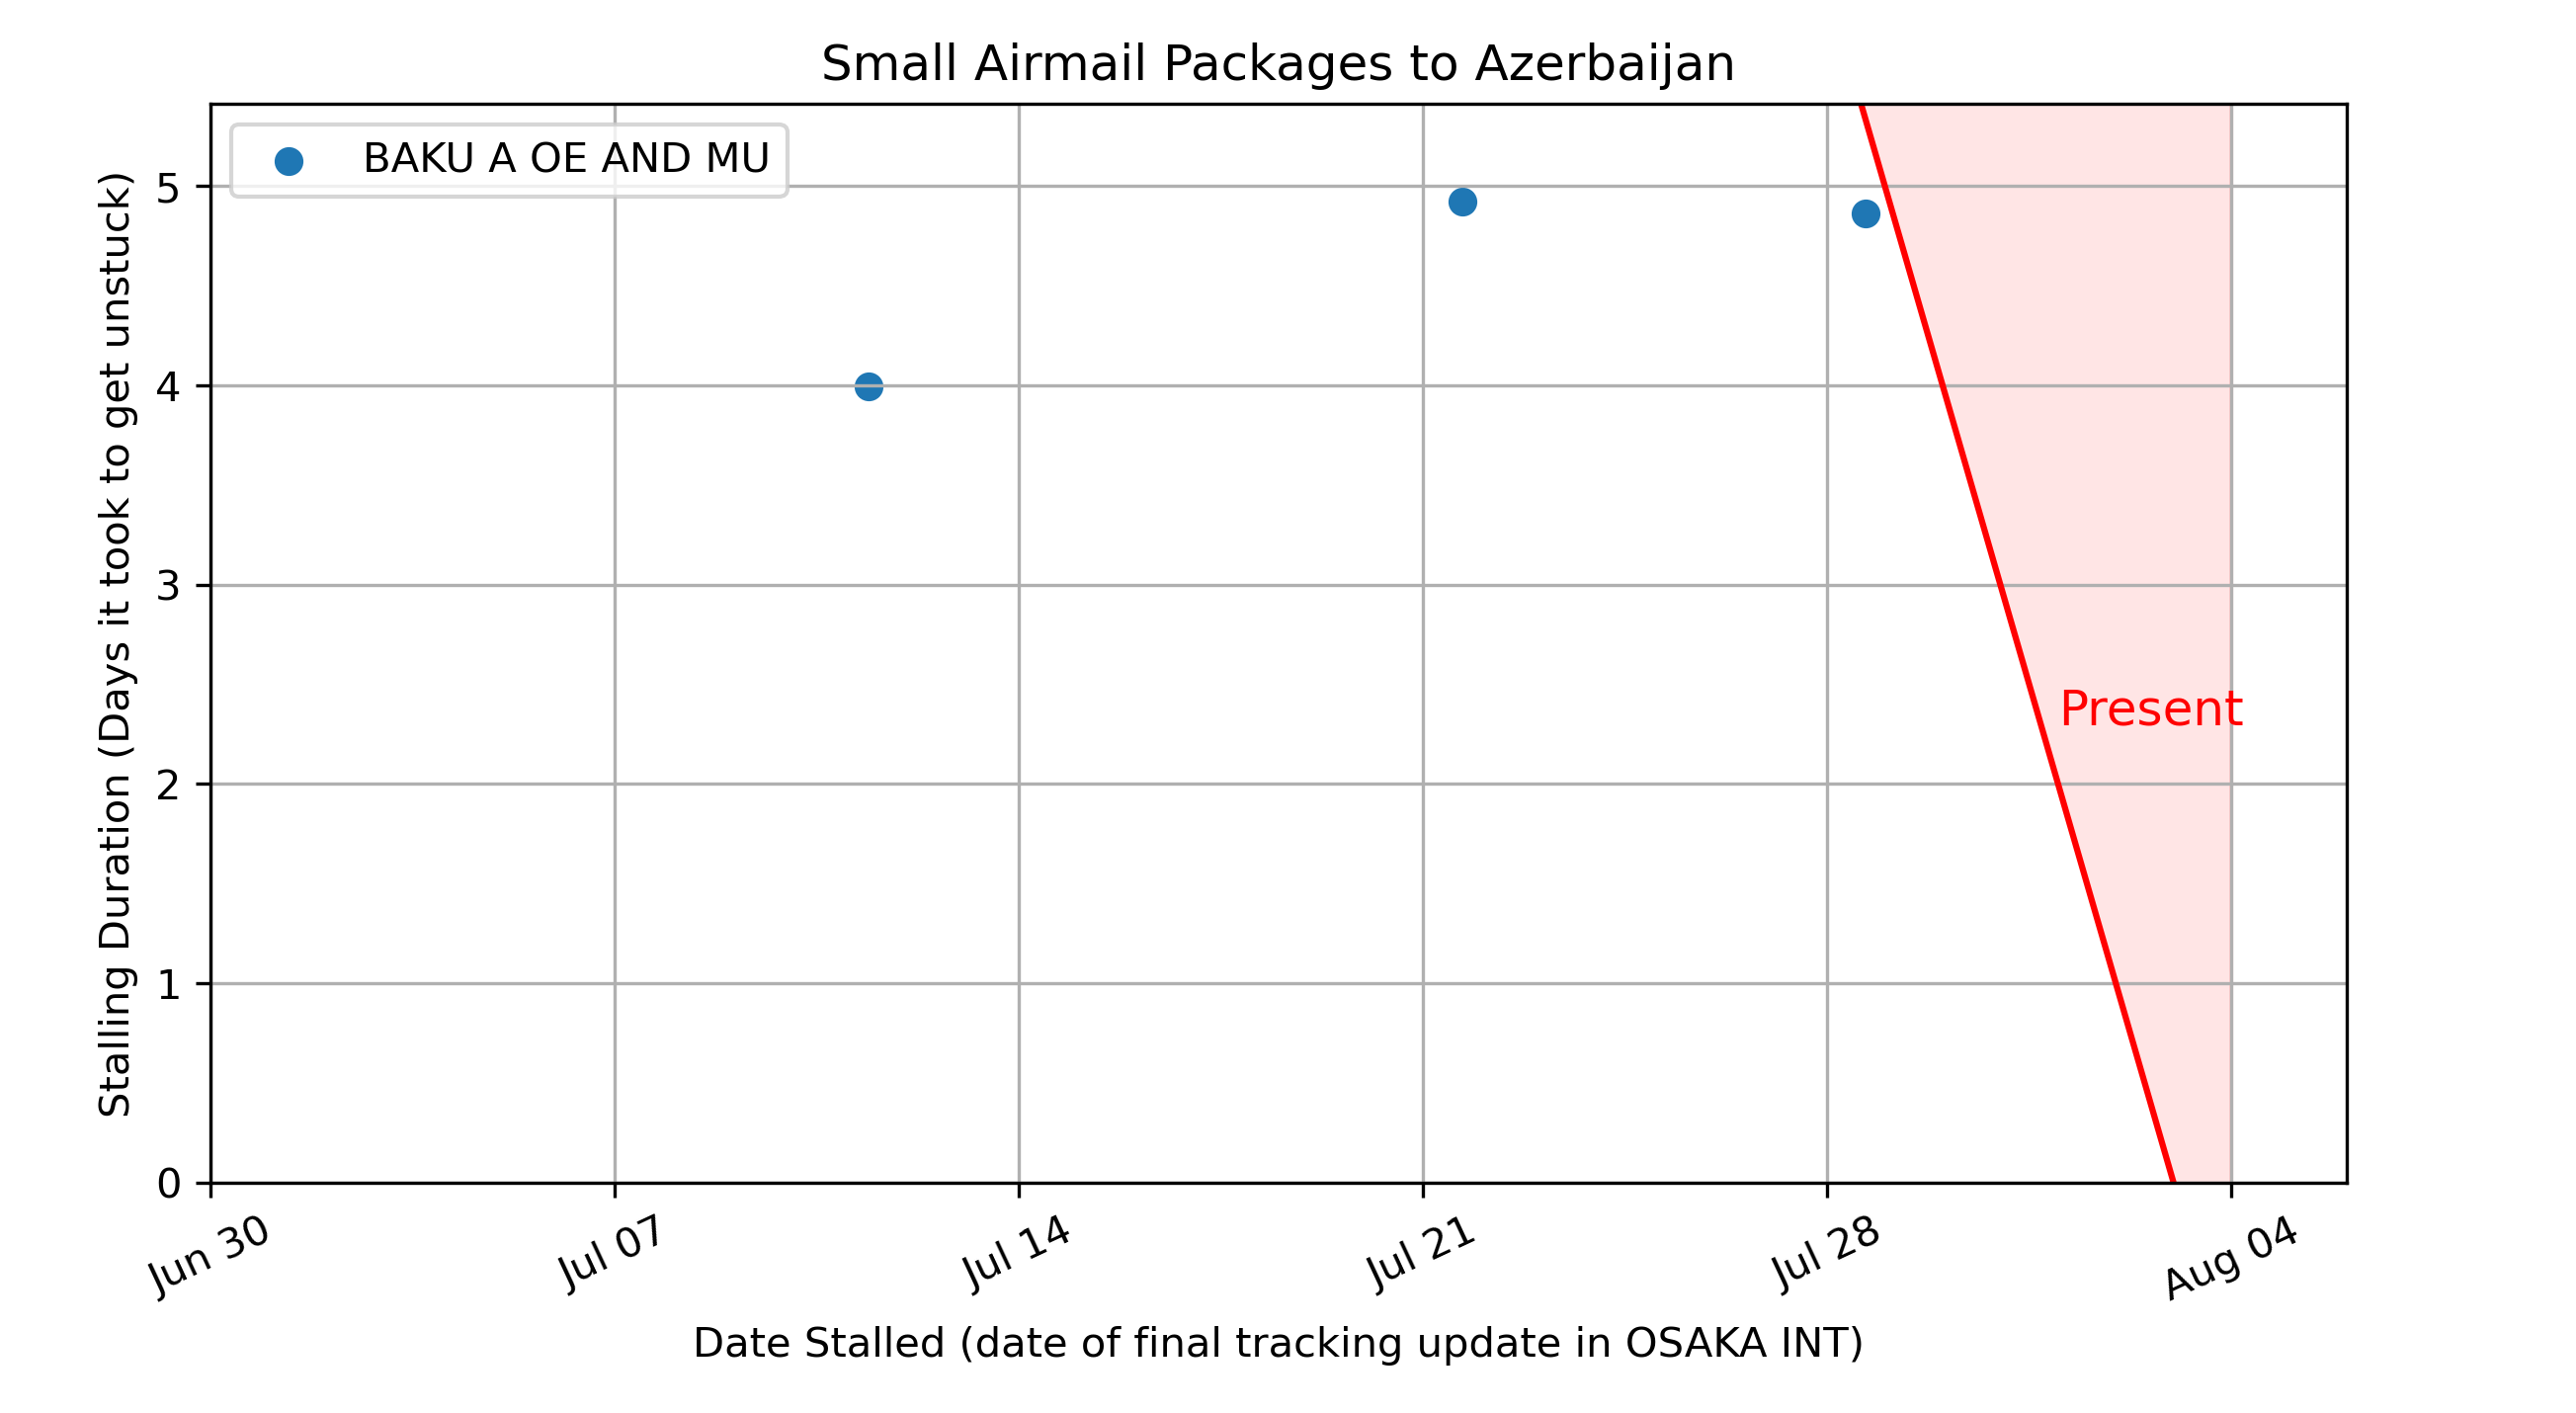 Small Airmail Packages to Azerbaijan
BAKU A OE AND MU
Stalling Duration (Days it took to get unstuck)
5
4
3
2
1
0
Present
Jun 30
Jul 07
Jul 14
Jul 21
Jul 28
Aug 04
Date Stalled (date of final tracking update in OSAKA INT)